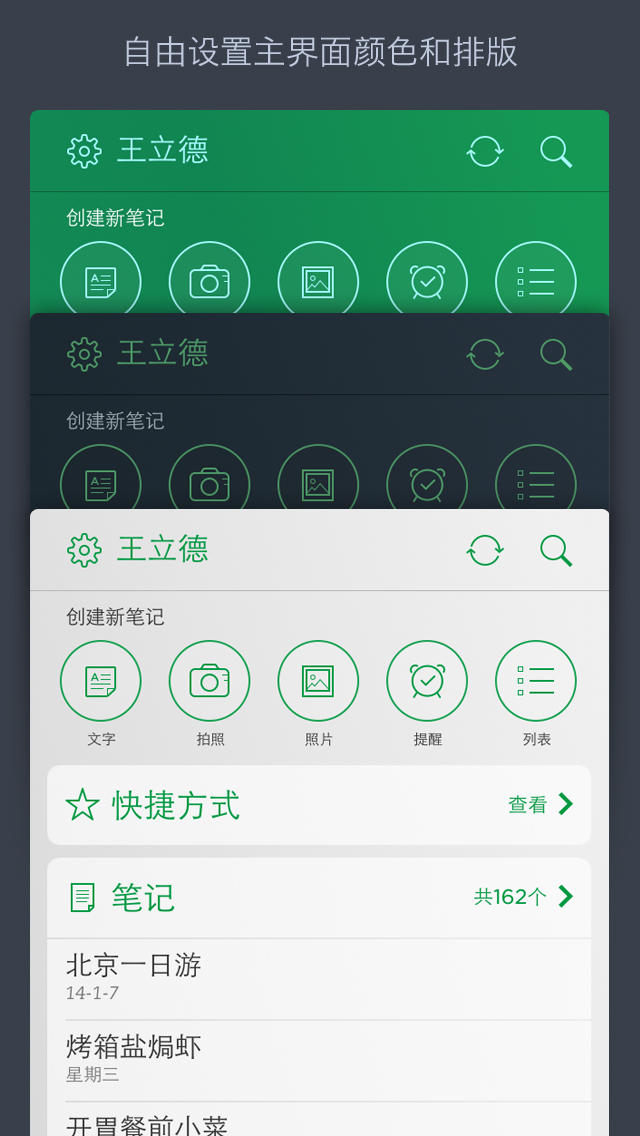 自由设置主界面颜色和排版
王立德
创建新笔记
王立德
创建新笔记
王立德
创建新笔记
文字 拍照 照片 提醒 列表
快捷方式 查看
笔记 共162个
北京一日游
14-1-7
烤箱盐焗虾
星期三
开胃餐前小菜